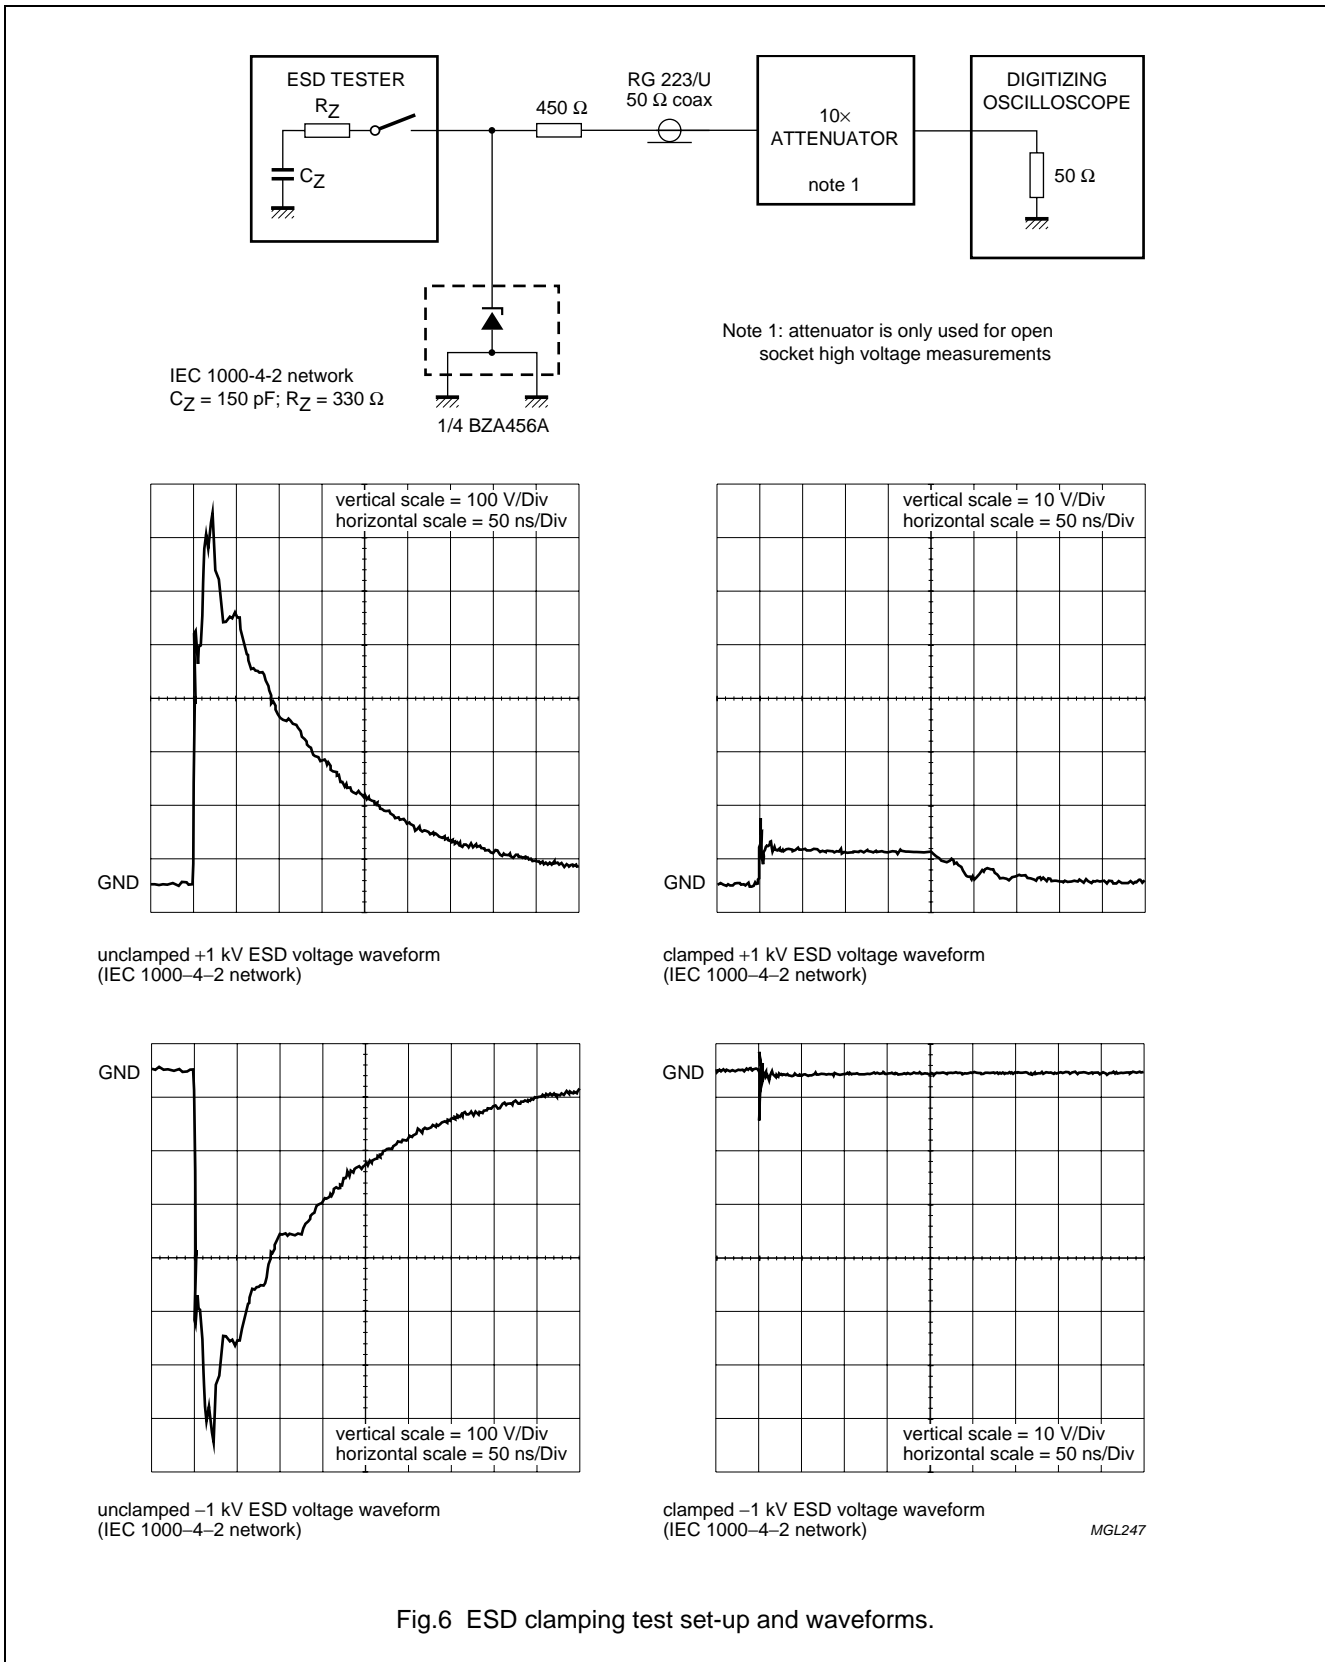 ESD TESTER
RZ
CZ
450 Ω
RG 223/U
50 Ω coax
10×
ATTENUATOR
note 1
DIGITIZING
OSCILLOSCOPE
50 Ω
IEC 1000-4-2 network
CZ = 150 pF; RZ = 330 Ω
1/4 BZA456A
Note 1: attenuator is only used for open
socket high voltage measurements
vertical scale = 100 V/Div
horizontal scale = 50 ns/Div
GND
unclamped +1 kV ESD voltage waveform
(IEC 1000−4−2 network)
vertical scale = 10 V/Div
horizontal scale = 50 ns/Div
GND
clamped +1 kV ESD voltage waveform
(IEC 1000−4−2 network)
GND
vertical scale = 100 V/Div
horizontal scale = 50 ns/Div
unclamped −1 kV ESD voltage waveform
(IEC 1000−4−2 network)
GND
vertical scale = 10 V/Div
horizontal scale = 50 ns/Div
clamped −1 kV ESD voltage waveform
(IEC 1000−4−2 network)
MGL247
Fig.6 ESD clamping test set-up and waveforms.